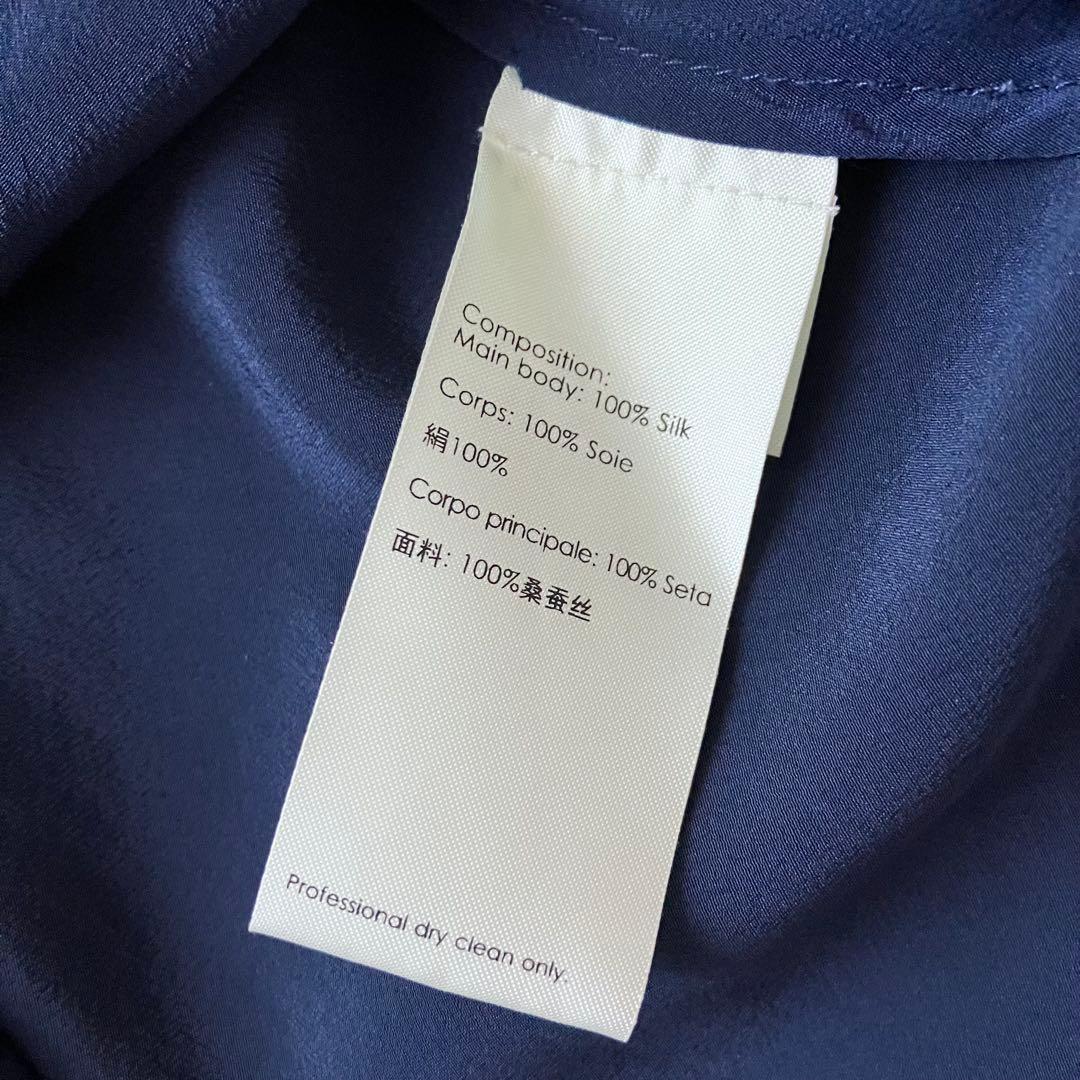 Composition:
Main body: 100% Silk
Corps: 100% Soie
絹100%
Corpo principale: 100% Seta
面料: 100%桑蚕丝
Professional dry clean only.